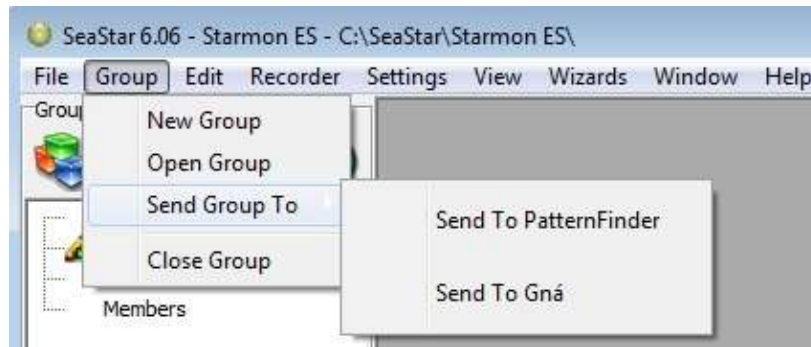 SeaStar 6.06 - Starmon ES - C:\SeaStar\Starmon ES\
File Group Edit Recorder Settings View Wizards Window Help
Grou
New Group
Open Group
Send Group To
Send To PatternFinder
Close Group
Send To Gná
Members